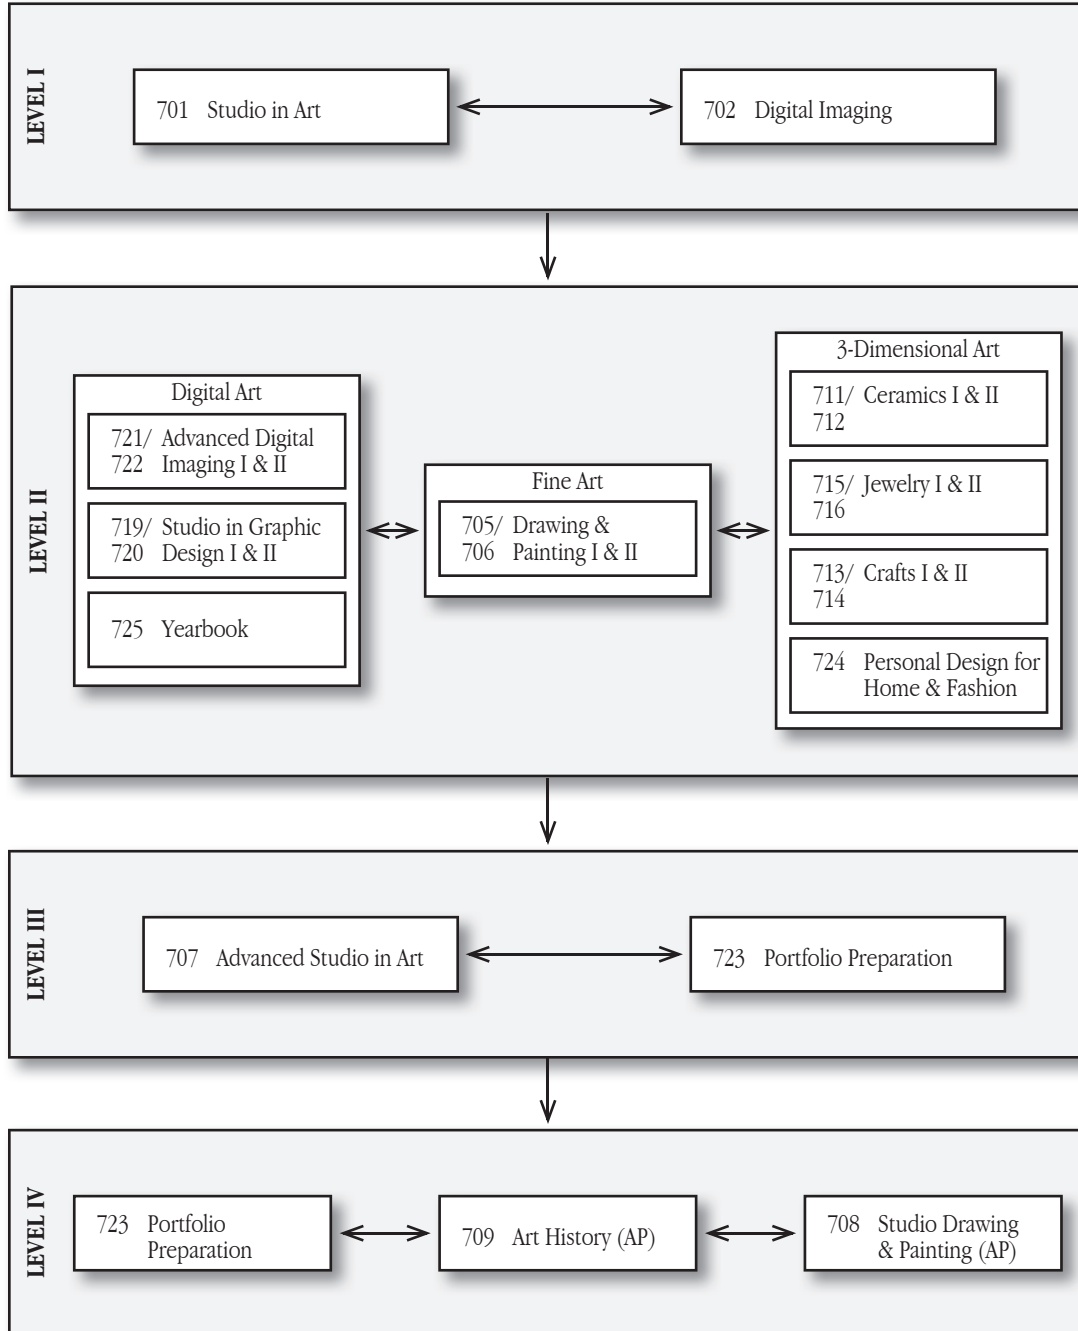 LEVEL I
701 Studio in Art
702 Digital Imaging
LEVEL II
Digital Art
721/ Advanced Digital
722 Imaging I & II
719/ Studio in Graphic
720 Design I & II
725 Yearbook
Fine Art
705/ Drawing &
706 Painting I & II
3-Dimensional Art
711/ Ceramics I & II
712
715/ Jewelry I & II
716
713/ Crafts I & II
714
724 Personal Design for
Home & Fashion
LEVEL III
707 Advanced Studio in Art
723 Portfolio Preparation
LEVEL IV
723 Portfolio
Preparation
709 Art History (AP)
708 Studio Drawing
& Painting (AP)